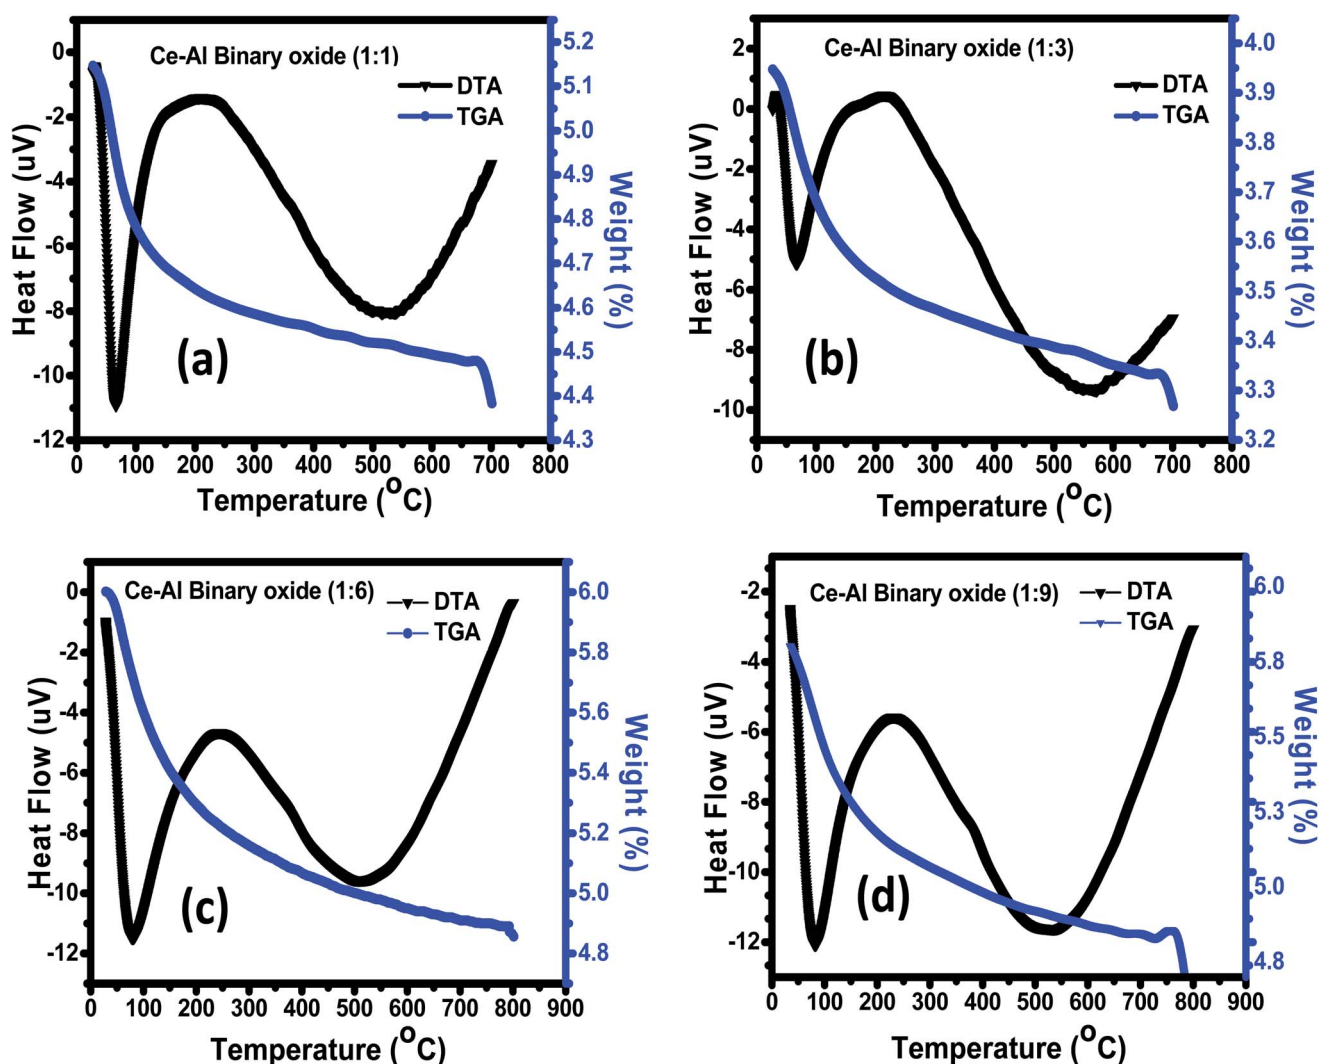 Ce-Al Binary oxide (1:1)
DTA
TGA
Heat Flow (uV)
0
-2
-4
-6
-8
-10
-12
5.2
5.1
5.0
4.9
4.8
4.7
4.6
4.5
4.4
4.3
Weight (%)
(a)
0 100 200 300 400 500 600 700 800
Temperature (°C)
Ce-Al Binary oxide (1:3)
DTA
TGA
Heat Flow (uV)
2
0
-2
-4
-6
-8
-10
4.0
3.9
3.8
3.7
3.6
3.5
3.4
3.3
3.2
Weight (%)
(b)
0 100 200 300 400 500 600 700 800
Temperature (°C)
Ce-Al Binary oxide (1:6)
DTA
TGA
Heat Flow (uV)
0
-2
-4
-6
-8
-10
-12
6.0
5.8
5.6
5.4
5.2
5.0
4.8
Weight (%)
(c)
0 100 200 300 400 500 600 700 800 900
Temperature (°C)
Ce-Al Binary oxide (1:9)
DTA
TGA
Heat Flow (uV)
-2
-4
-6
-8
-10
-12
6.0
5.8
5.5
5.3
5.0
4.8
Weight (%)
(d)
0 100 200 300 400 500 600 700 800 900
Temperature (°C)